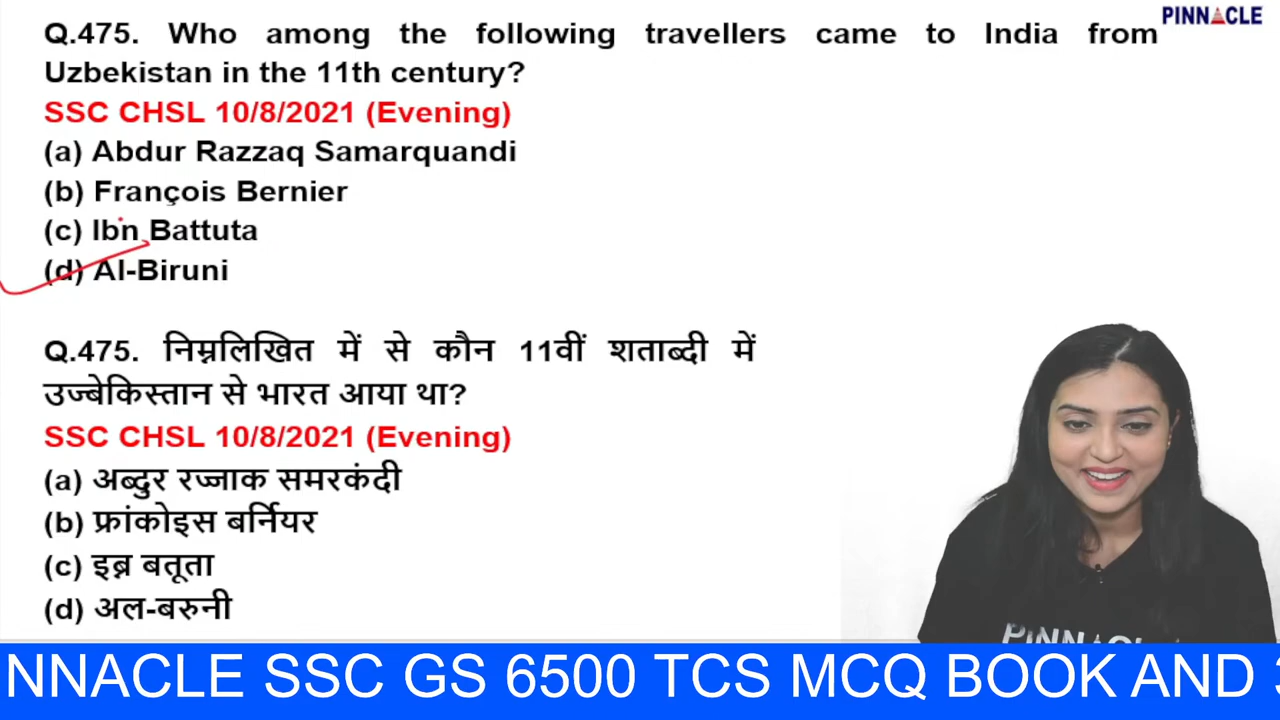 PINNACLE
Q.475. Who among the following travellers came to India from
Uzbekistan in the 11th century?
SSC CHSL 10/8/2021 (Evening)
(a) Abdur Razzaq Samarquandi
(b) François Bernier
(c) Ibn Battuta
(d) Al-Biruni
Q.475. निम्नलिखित में से कौन 11वीं शताब्दी में
उज्बेकिस्तान से भारत आया था?
SSC CHSL 10/8/2021 (Evening)
(a) अब्दुर रज्जाक समरकंदी
(b) फ्रांकोइस बर्नियर
(c) इब्न बतूता
(d) अल-बरुनी
PINNACL
NNACLE SSC GS 6500 TCS MCQ BOOK AND